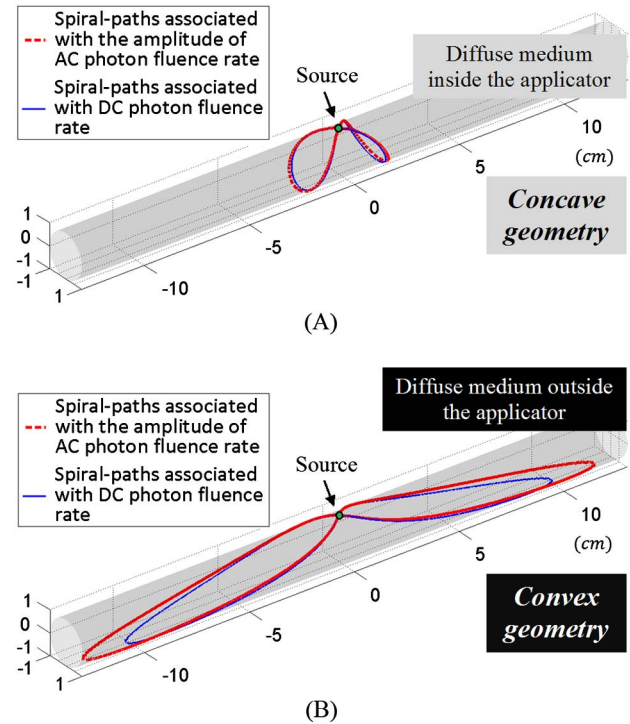 Spiral-paths associated
with the amplitude of
AC photon fluence rate
Spiral-paths associated
with DC photon fluence
rate
Source
Diffuse medium
inside the applicator
10
(cm)
5
0
-5
-10
1
0
-1
-1
1
Concave
geometry
(A)
Spiral-paths associated
with the amplitude of
AC photon fluence rate
Spiral-paths associated
with DC photon fluence
rate
Source
Diffuse medium outside
the applicator
10
(cm)
5
0
-5
-10
1
0
-1
-1
1
Convex
geometry
(B)